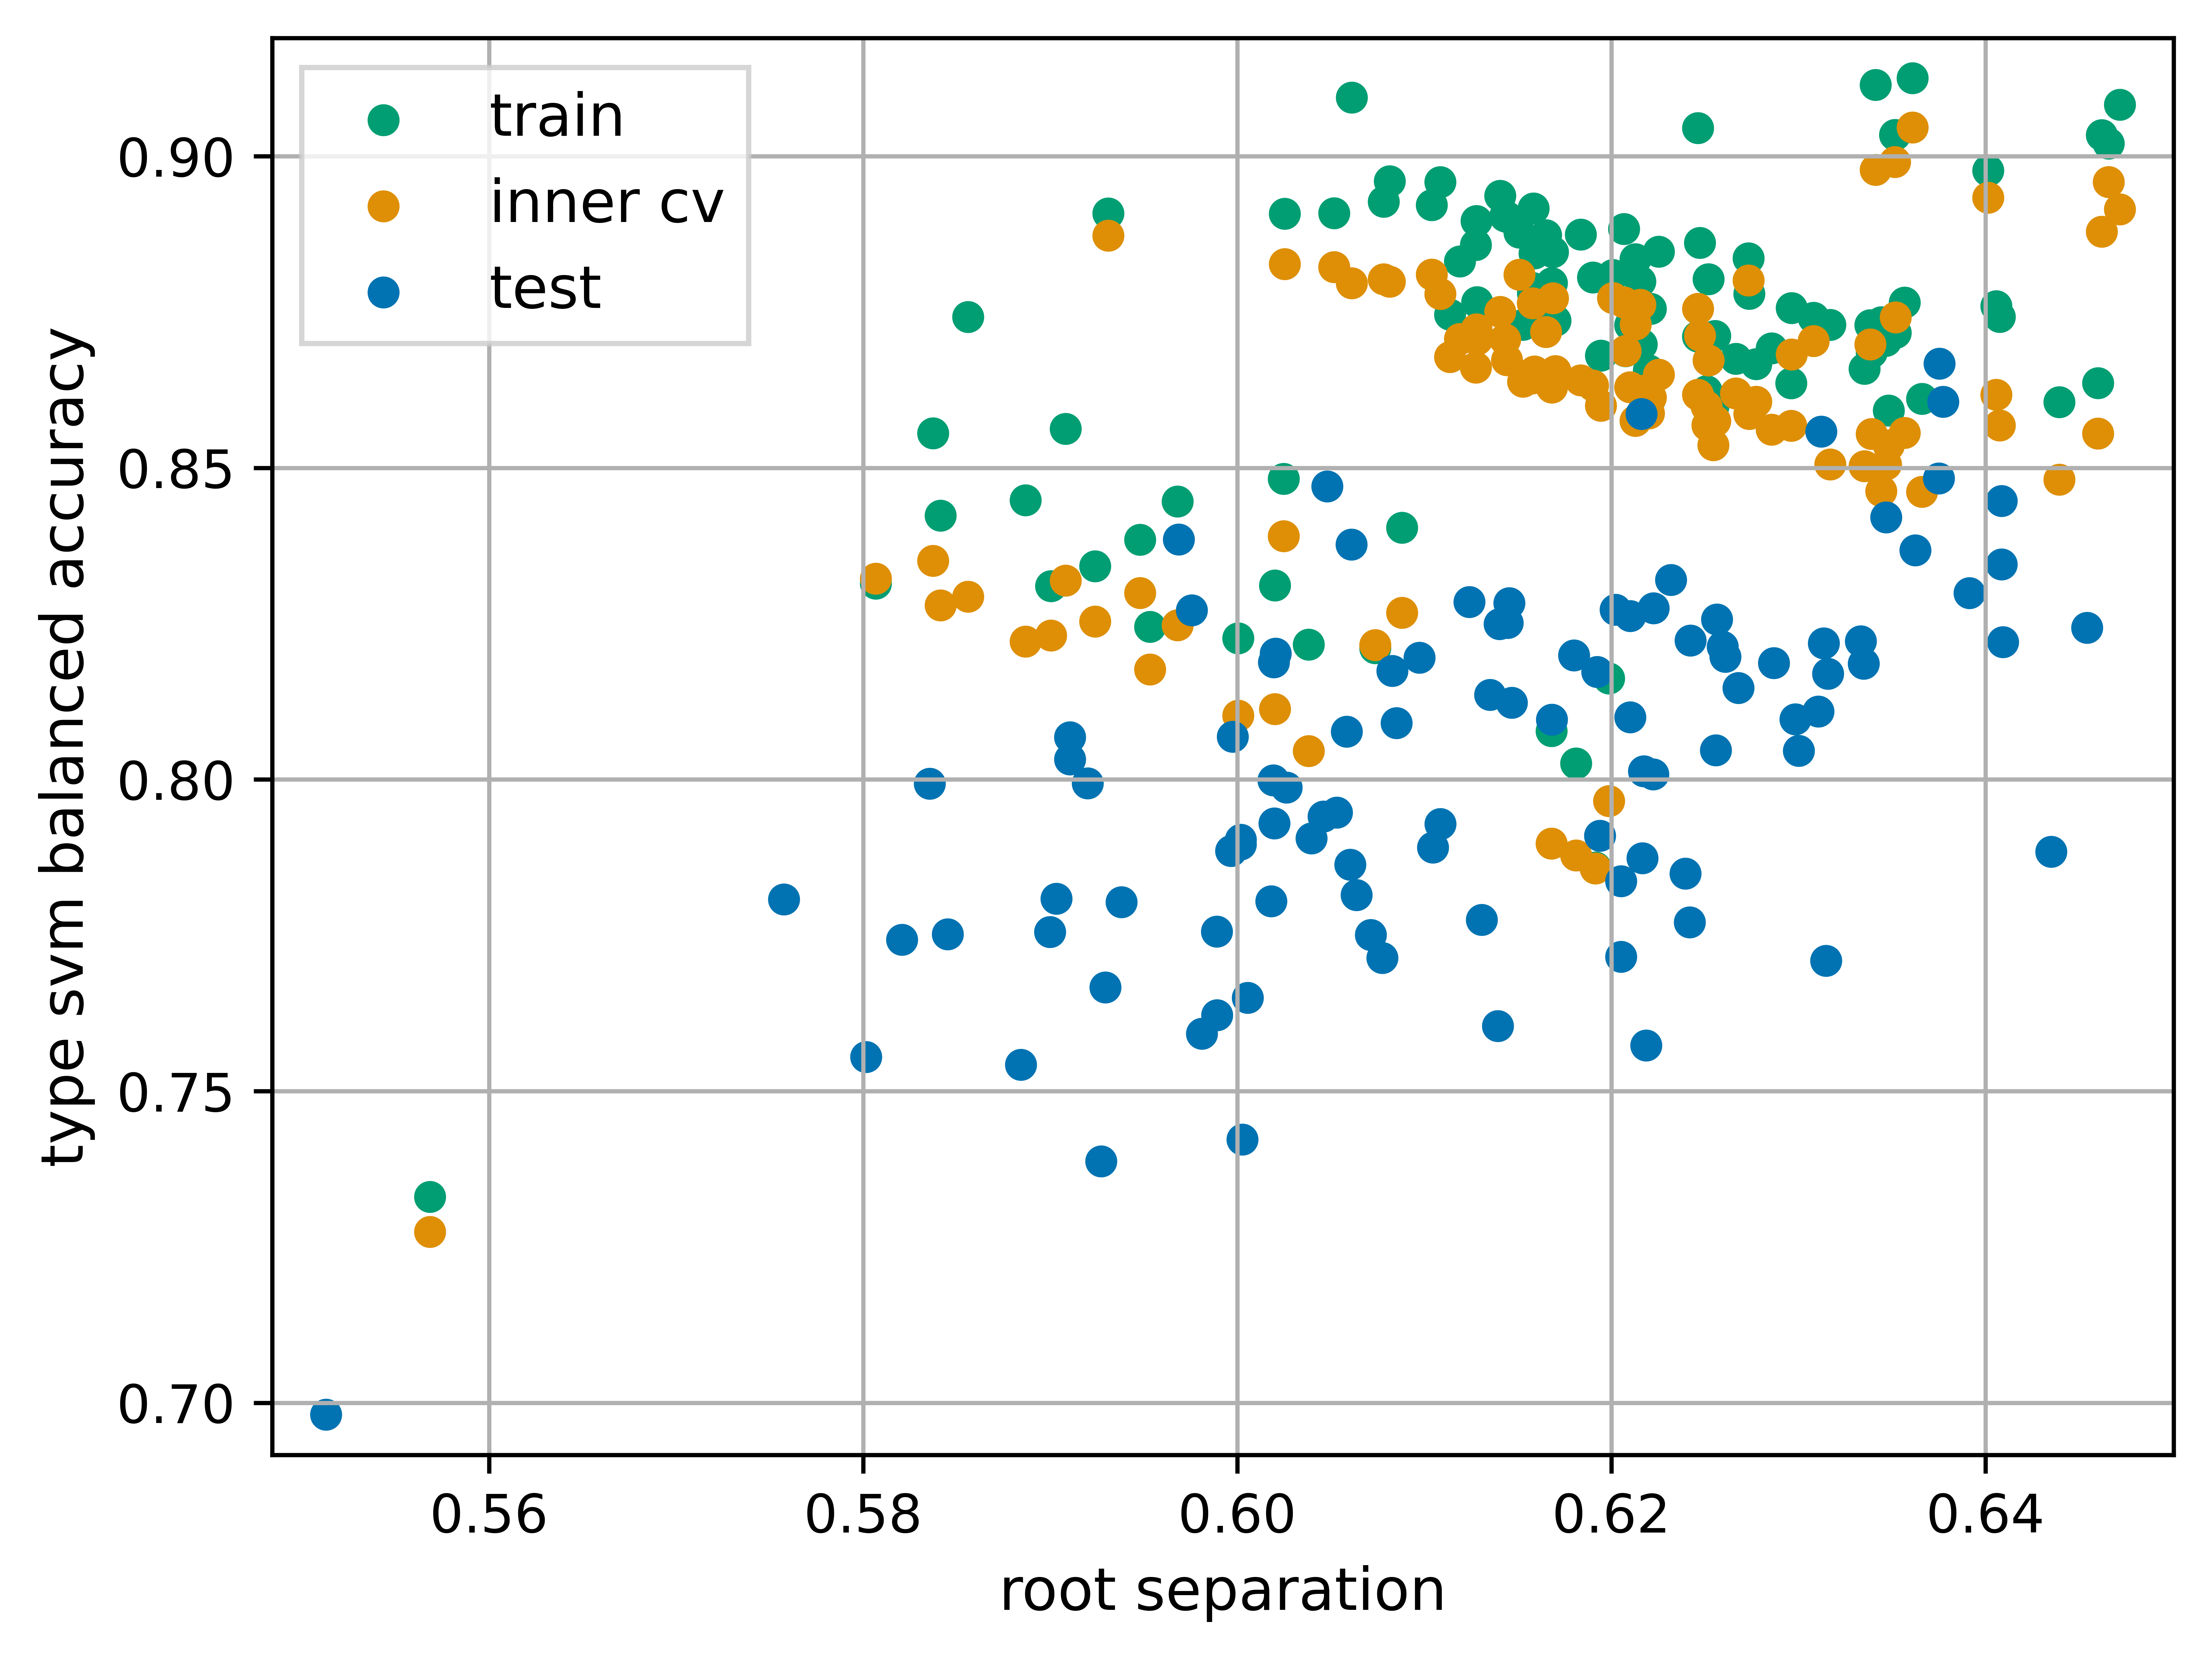 train
inner cv
test
0.90
0.85
0.80
0.75
0.70
type svm balanced accuracy
0.56
0.58
0.60
0.62
0.64
root separation